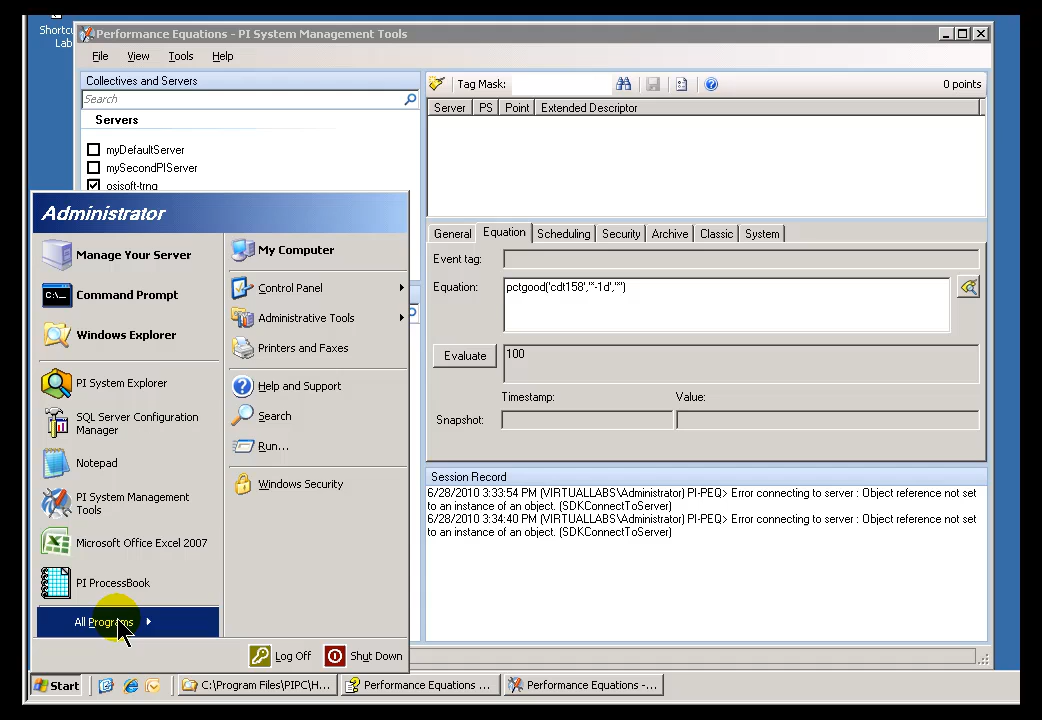 Shortcu
Lab
Performance Equations - PI System Management Tools
File View Tools Help
Collectives and Servers
Search
Servers
myDefaultServer
mySecondPIServer
osisoft-trng
Tag Mask:
0 points
Server PS Point Extended Descriptor
General Equation Scheduling Security Archive Classic System
Event tag:
Equation:
pctgood('cdt158','*-1d','*')
Evaluate
100
Timestamp: Value:
Snapshot:
Session Record
6/28/2010 3:33:54 PM (VIRTUALLABS\Administrator) PI-PEQ> Error connecting to server : Object reference not set
to an instance of an object. (SDKConnectToServer)
6/28/2010 3:34:40 PM (VIRTUALLABS\Administrator) PI-PEQ> Error connecting to server : Object reference not set
to an instance of an object. (SDKConnectToServer)
Administrator
Manage Your Server
Command Prompt
Windows Explorer
PI System Explorer
SQL Server Configuration
Manager
Notepad
PI System Management
Tools
Microsoft Office Excel 2007
PI ProcessBook
All Programs
My Computer
Control Panel
Administrative Tools
Printers and Faxes
Help and Support
Search
Run...
Windows Security
Log Off Shut Down
Start
C:\Program Files\PIPC\H...
Performance Equations ...
Performance Equations -...